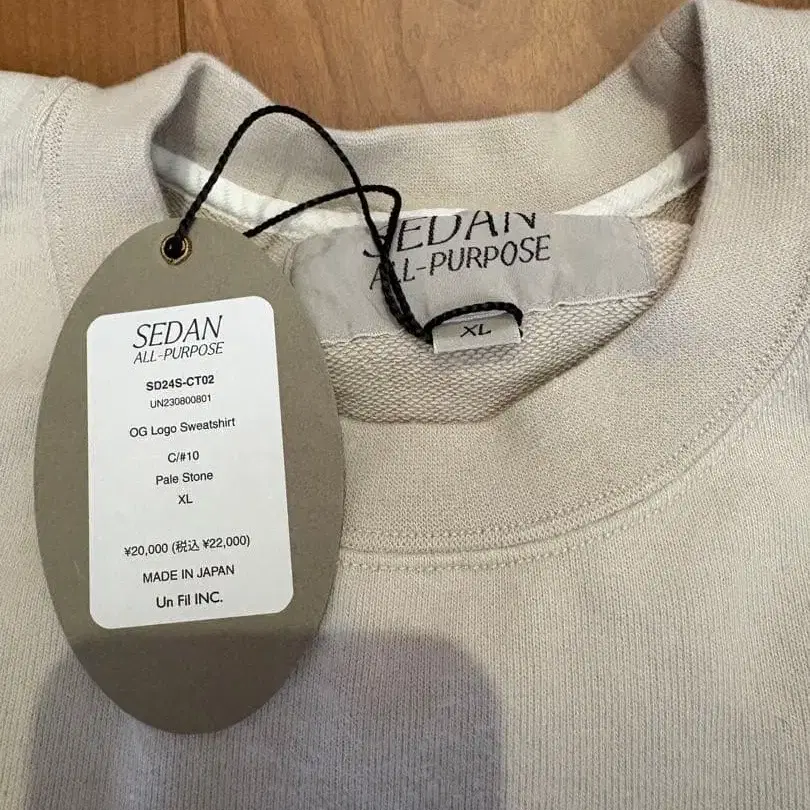 SEDAN
ALL-PURPOSE
XL
SEDAN
ALL-PURPOSE
SD24S-CT02
UN230800801
OG Logo Sweatshirt
C/#10
Pale Stone
XL
¥20,000 (税込 ¥22,000)
MADE IN JAPAN
Un Fil INC.